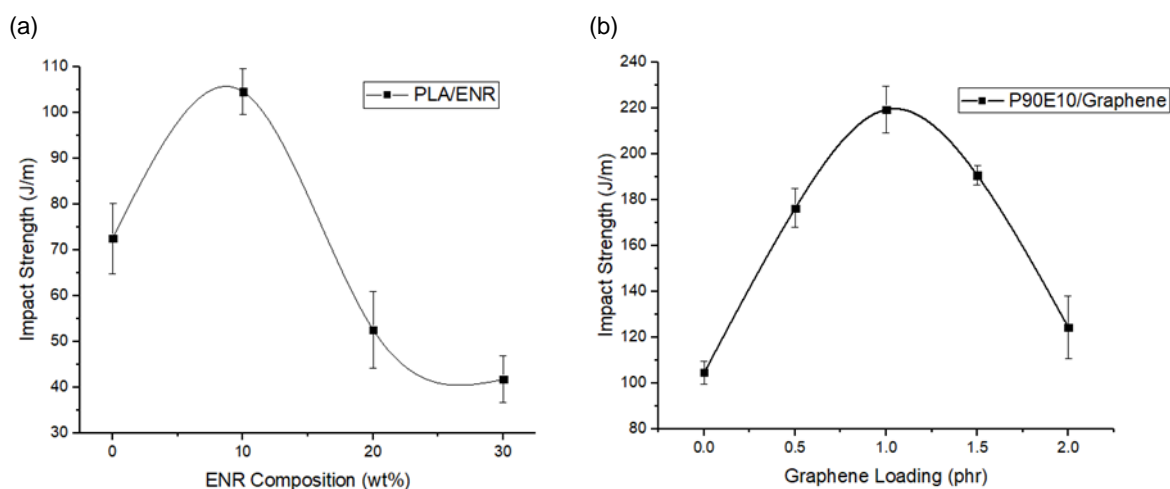 (a)
110
100
90
80
70
60
50
40
30
Impact Strength (J/m)
PLA/ENR
0 10 20 30
ENR Composition (wt%)
(b)
240
220
200
180
160
140
120
100
80
Impact Strength (J/m)
P90E10/Graphene
0.0 0.5 1.0 1.5 2.0
Graphene Loading (phr)